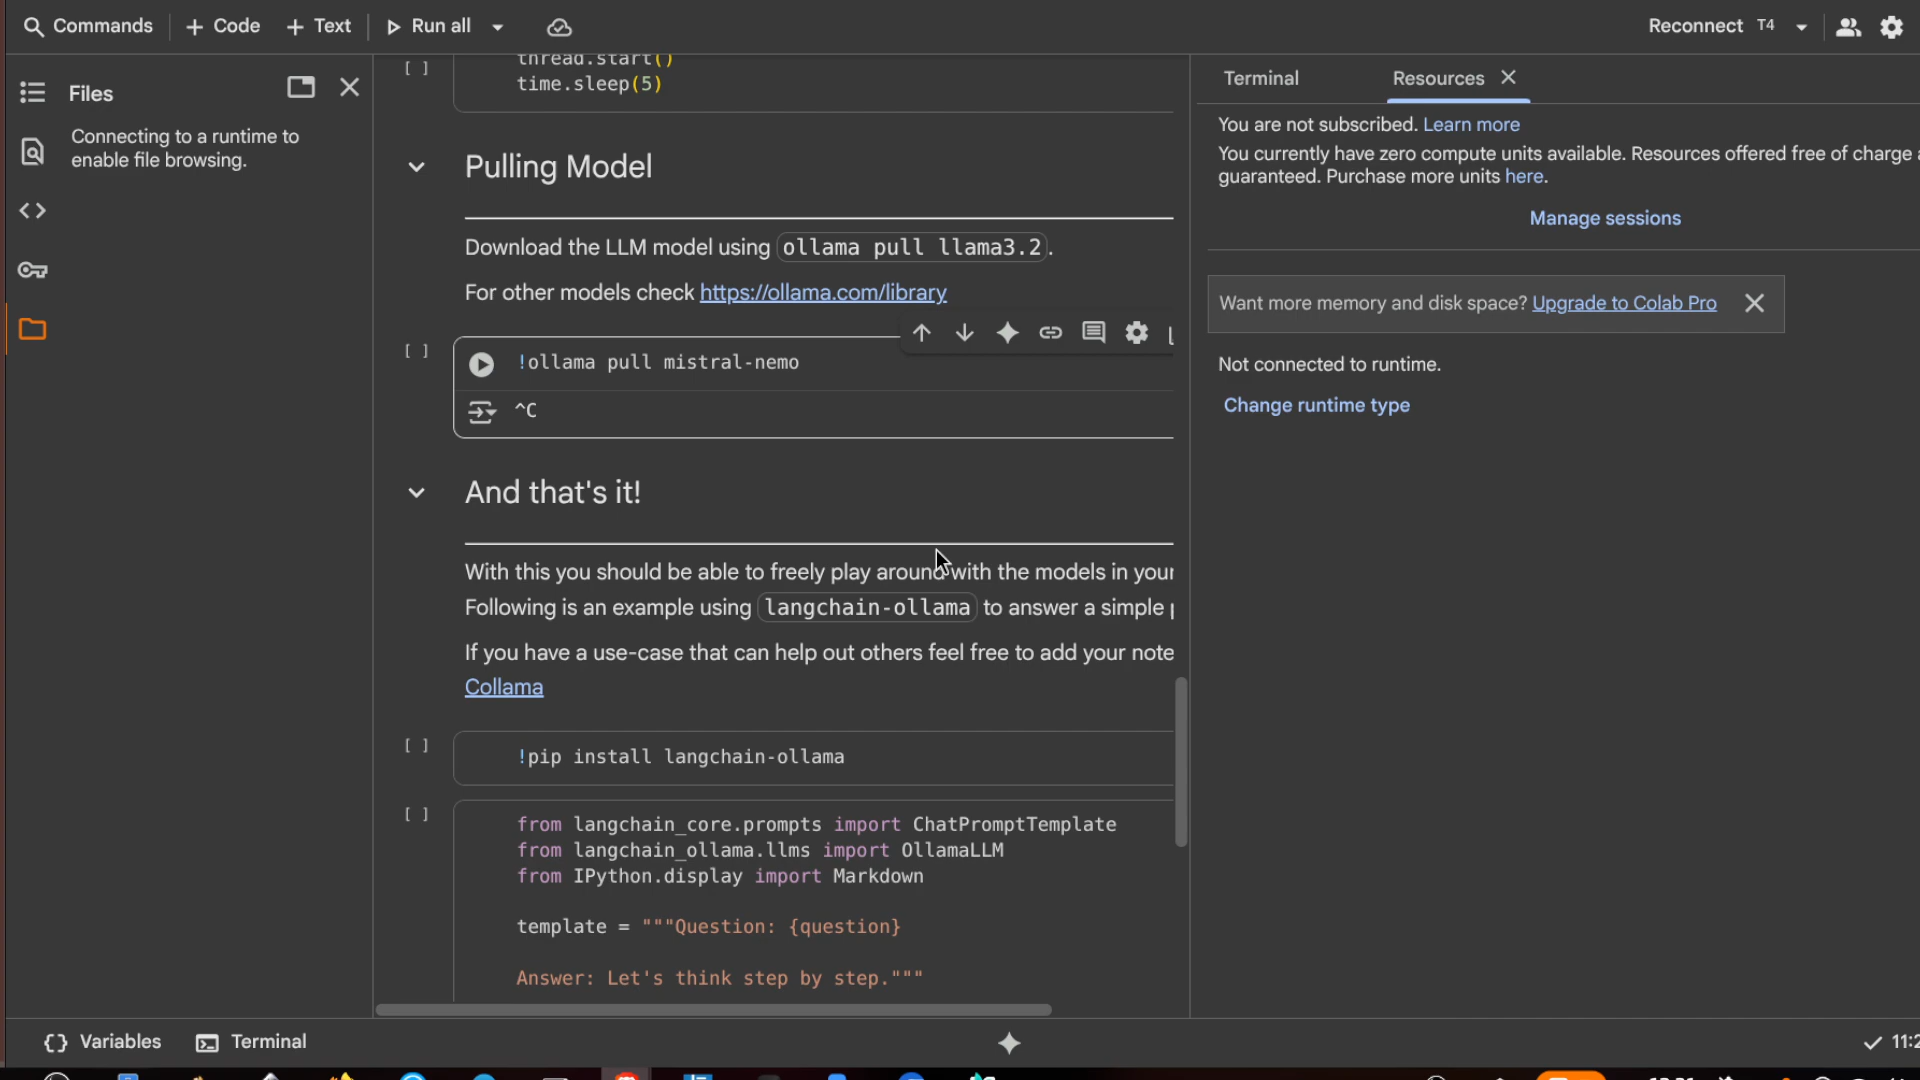 Commands + Code + Text Run all Reconnect T4
Files
Connecting to a runtime to
enable file browsing.
[ ] thread.start()
time.sleep(5)
Pulling Model
Download the LLM model using ollama pull llama3.2.
For other models check https://ollama.com/library
[ ] !ollama pull mistral-nemo
^C
And that's it!
With this you should be able to freely play around with the models in your
Following is an example using langchain-ollama to answer a simple
If you have a use-case that can help out others feel free to add your note
Collama
[ ] !pip install langchain-ollama
[ ] from langchain_core.prompts import ChatPromptTemplate
from langchain_ollama.llms import OllamaLLM
from IPython.display import Markdown
template = """Question: {question}
Answer: Let's think step by step."""
Terminal Resources
You are not subscribed. Learn more
You currently have zero compute units available. Resources offered free of charge
guaranteed. Purchase more units here.
Manage sessions
Want more memory and disk space? Upgrade to Colab Pro
Not connected to runtime.
Change runtime type
{} Variables Terminal